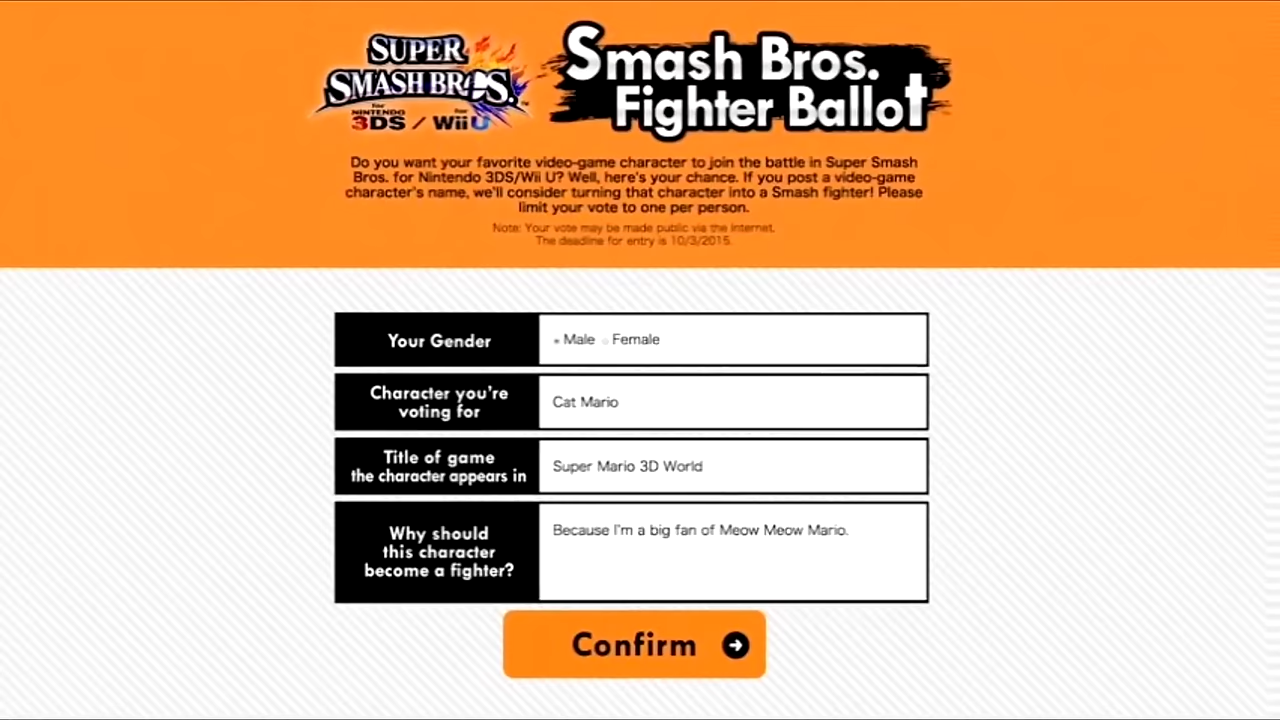 SUPER
SMASH BROS.
for NINTENDO 3DS / for Wii U
Smash Bros.
Fighter Ballot
Do you want your favorite video-game character to join the battle in Super Smash
Bros. for Nintendo 3DS/Wii U? Well, here's your chance. If you post a video-game
character's name, we'll consider turning that character into a Smash fighter! Please
limit your vote to one per person.
Note: Your vote may be made public via the Internet.
The deadline for entry is 10/3/2015.
Your Gender
Male Female
Character you're
voting for
Cat Mario
Title of game
the character appears in
Super Mario 3D World
Why should
this character
become a fighter?
Because I'm a big fan of Meow Meow Mario.
Confirm